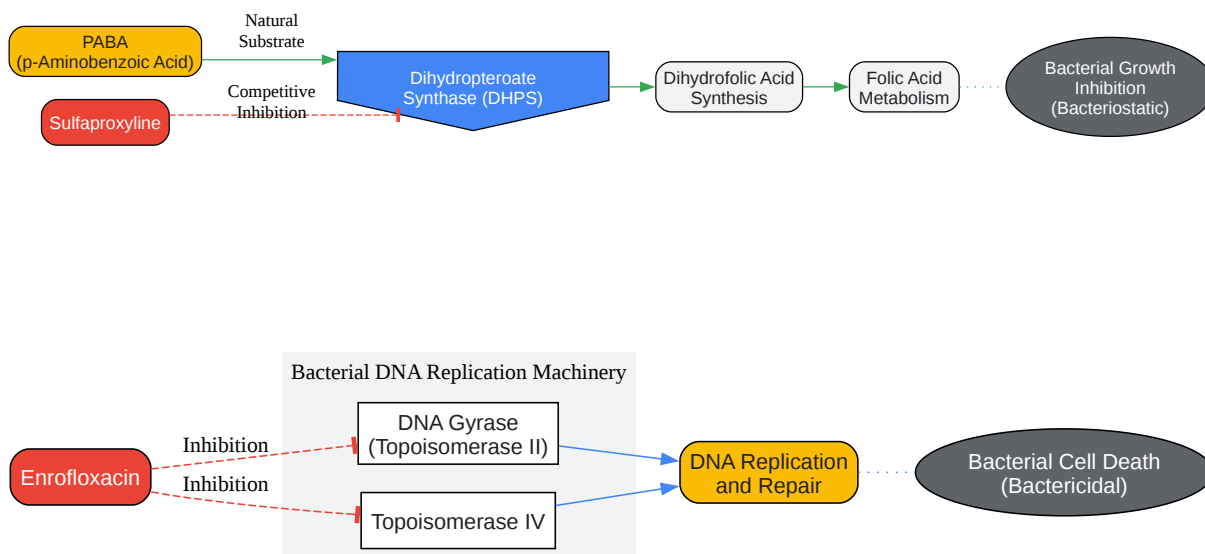 PABA
(p-Aminobenzoic Acid)
Natural
Substrate
Dihydropteroate
Synthase (DHPS)
Dihydrofolic Acid
Synthesis
Folic Acid
Metabolism
Bacterial Growth
Inhibition
(Bacteriostatic)
Sulfaproxyline
Competitive
Inhibition
Bacterial DNA Replication Machinery
Enrofloxacin
Inhibition
Inhibition
DNA Gyrase
(Topoisomerase II)
Topoisomerase IV
DNA Replication
and Repair
Bacterial Cell Death
(Bactericidal)